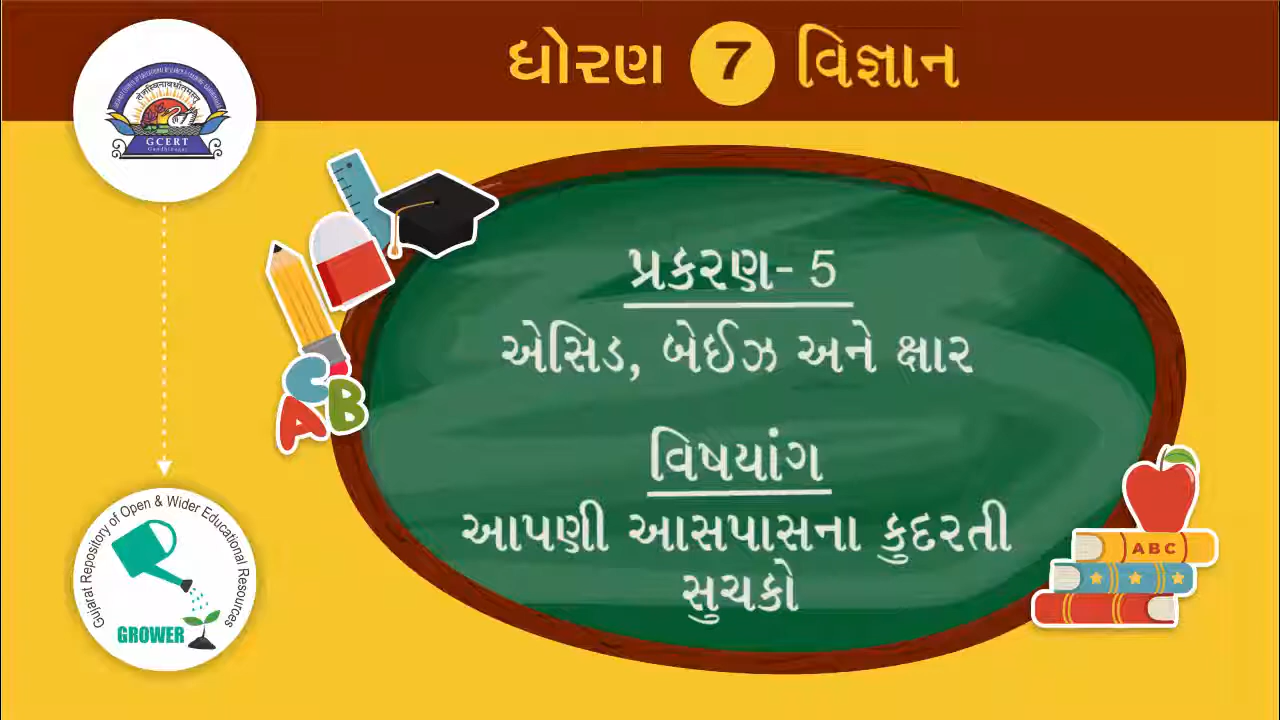 ધોરણ 7 વિજ્ઞાન
GCERT
પ્રકરણ- 5
એસિડ, બેઈઝ અને ક્ષાર
વિષયાંગ
આપણી આસપાસના કુદરતી
સુચકો
C
A B
ABC
Gujarat Repository of Open & Wider Educational Resources
GROWER